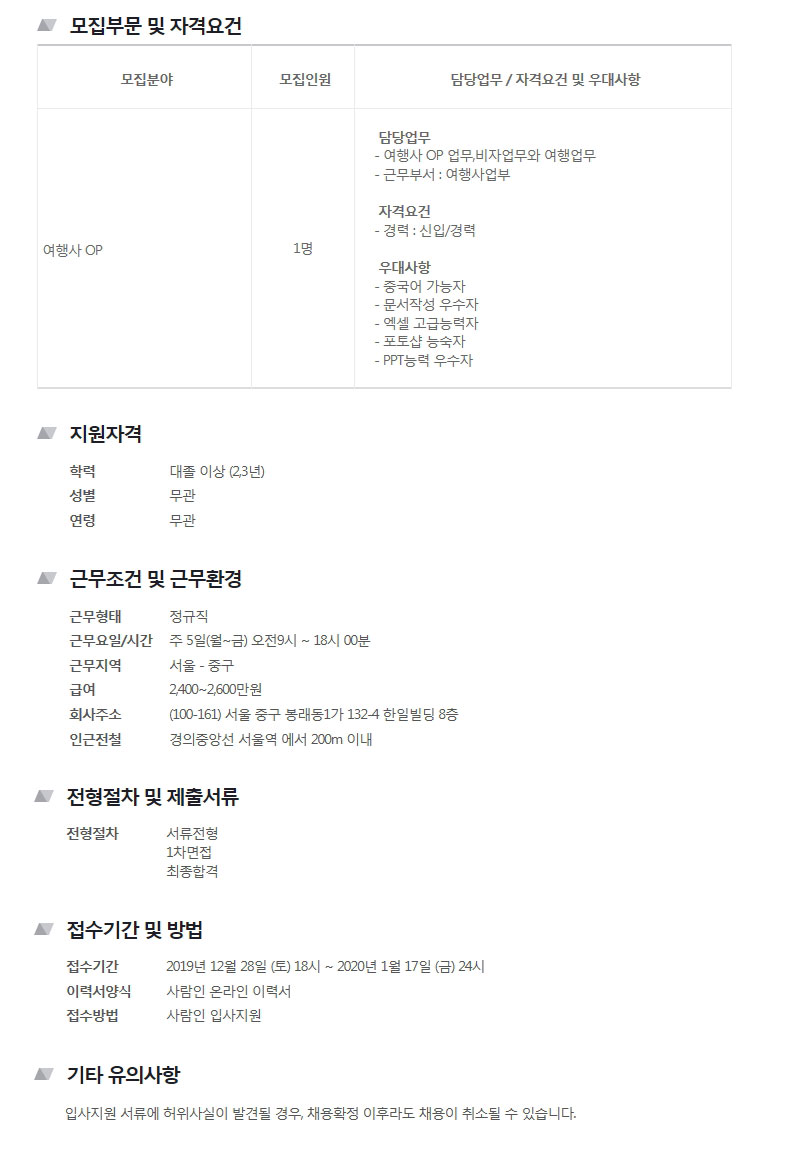 모집부문 및 자격요건
모집분야 모집인원 담당업무 / 자격요건 및 우대사항
담당업무
- 여행사 OP 업무,비자업무와 여행업무
- 근무부서 : 여행사업부
자격요건
- 경력 : 신입/경력
여행사 OP 1명
우대사항
- 중국어 가능자
- 문서작성 우수자
- 엑셀 고급능력자
- 포토샵 능숙자
- PPT능력 우수자
지원자격
학력 대졸 이상 (2,3년)
성별 무관
연령 무관
근무조건 및 근무환경
근무형태 정규직
근무요일/시간 주 5일(월~금) 오전9시 ~ 18시 00분
근무지역 서울 - 중구
급여 2,400~2,600만원
회사주소 (100-161) 서울 중구 봉래동1가 132-4 한일빌딩 8층
인근전철 경의중앙선 서울역 에서 200m 이내
전형절차 및 제출서류
전형절차 서류전형
1차면접
최종합격
접수기간 및 방법
접수기간 2019년 12월 28일 (토) 18시 ~ 2020년 1월 17일 (금) 24시
이력서양식 사람인 온라인 이력서
접수방법 사람인 입사지원
기타 유의사항
입사지원 서류에 허위사실이 발견될 경우, 채용확정 이후라도 채용이 취소될 수 있습니다.